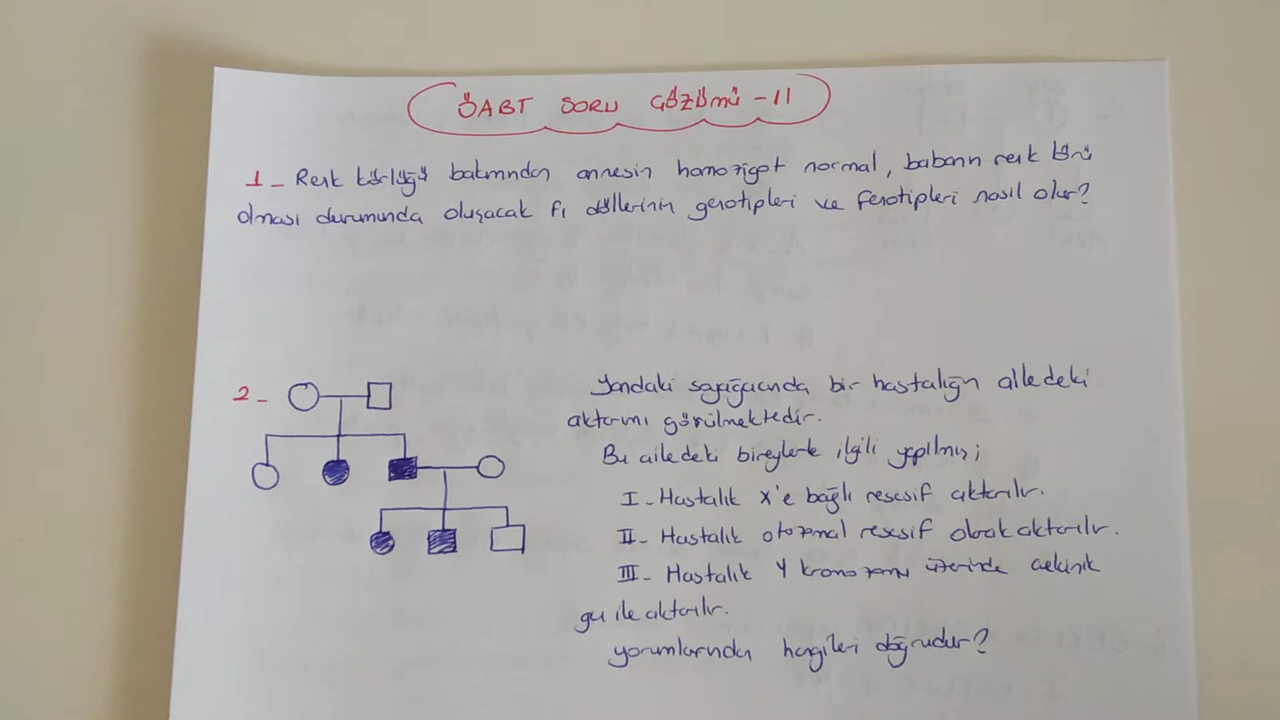 ÖABT SORU ÇÖZÜMÜ - 11
1 - Renk körlüğü bakımından annesin homozigot normal, babanın renk körü
olması durumunda oluşacak F1 döllerinin genotipleri ve fenotipleri nasıl olur?
2 - Yandaki soyağacında bir hastalığın ailedeki
aktarımı görülmektedir.
Bu ailedeki bireylerle ilgili yapılmış;
I - Hastalık X'e bağlı resesif aktarılır.
II - Hastalık otozomal resesif olarak aktarılır.
III - Hastalık Y kromozomu üzerinde çekinik
gen ile aktarılır.
yorumlarında hangileri doğrudur?